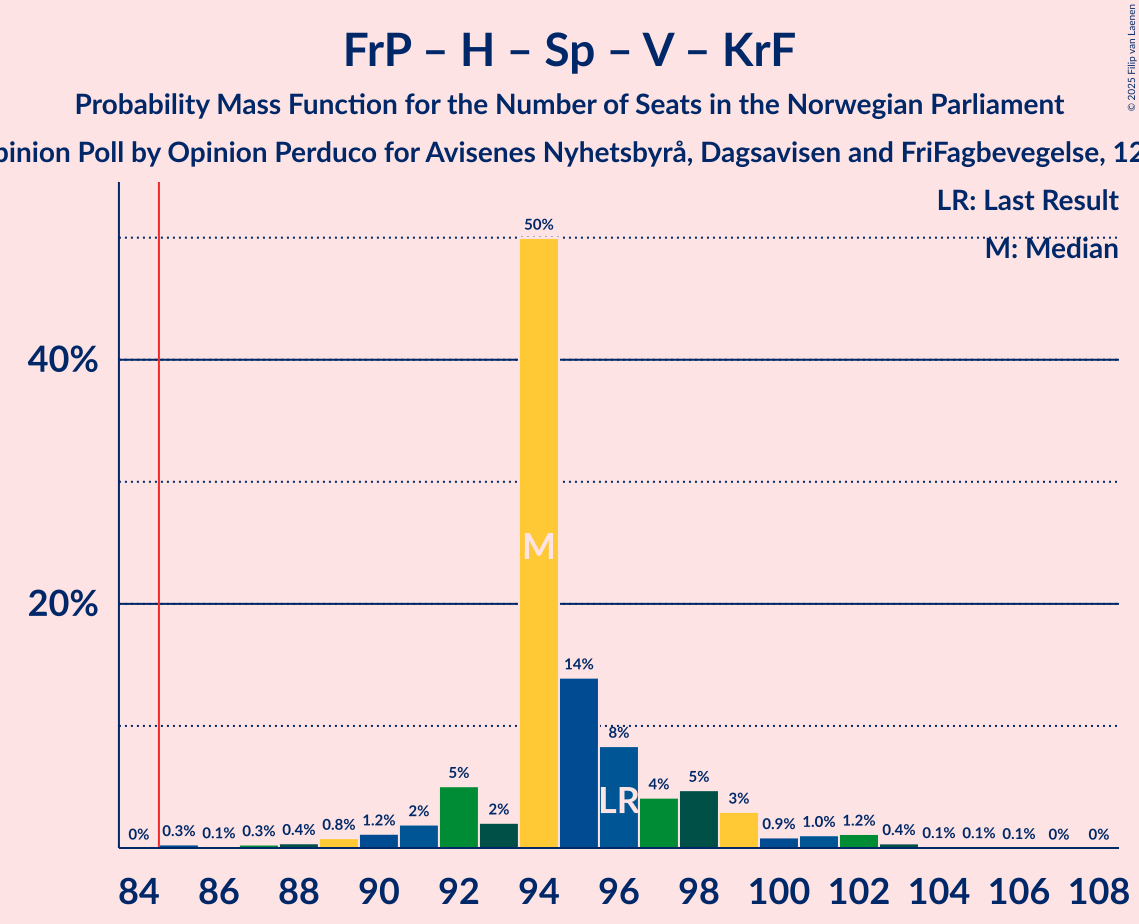 FrP – H – Sp – V – KrF
Probability Mass Function for the Number of Seats in the Norwegian Parliament
pinion Poll by Opinion Perduco for Avisenes Nyhetsbyrå, Dagsavisen and FriFagbevegelse, 12
© 2025 Filip van Laenen
LR: Last Result
M: Median
50%
40%
M
20%
14%
8%
5%
5%
4%
3%
2%
2%
LR
0% 0.3% 0.1% 0.3% 0.4% 0.8% 1.2% 0.9% 1.0% 1.2% 0.4% 0.1% 0.1% 0.1% 0% 0%
84 86 88 90 92 94 96 98 100 102 104 106 108